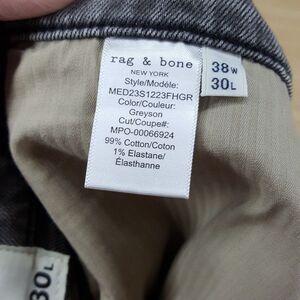 rag & bone
NEW YORK
Style/Modéle:
MED23S1223FHGR
Color/Couleur:
Greyson
Cut/Coupe#:
MPO-00066924
99% Cotton/Coton
1% Elastane/
Élasthanne
38W
30L
30L